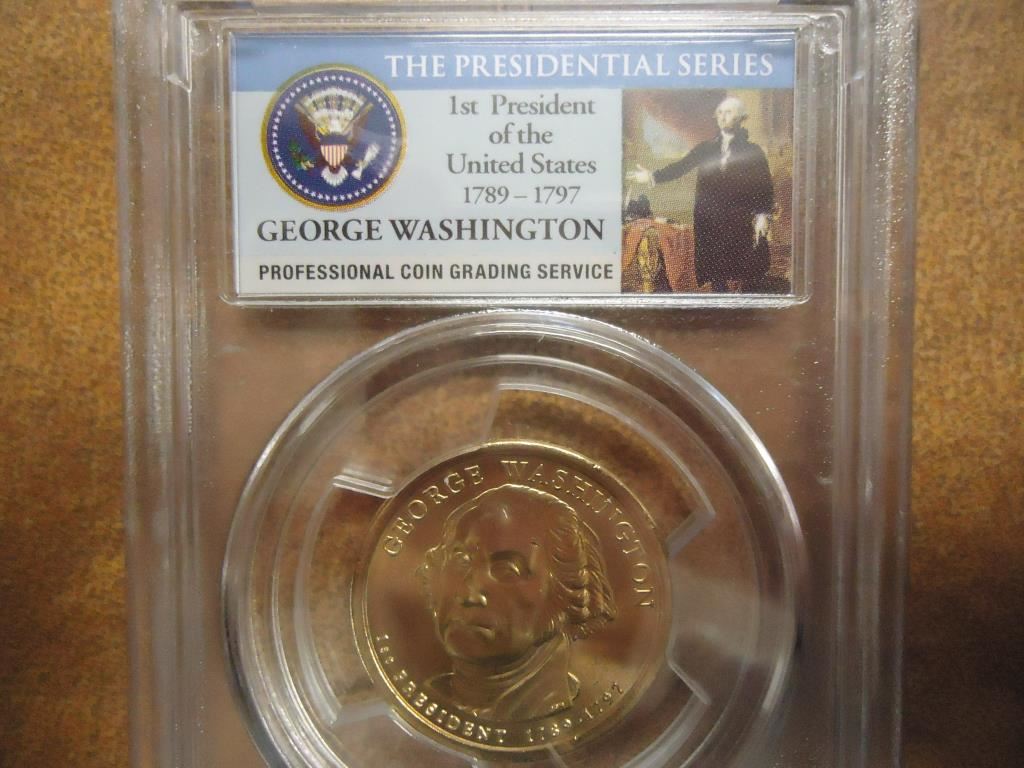 THE PRESIDENTIAL SERIES
1st President
of the
United States
1789 – 1797
GEORGE WASHINGTON
PROFESSIONAL COIN GRADING SERVICE
GEORGE WASHINGTON
1st PRESIDENT 1789-1797